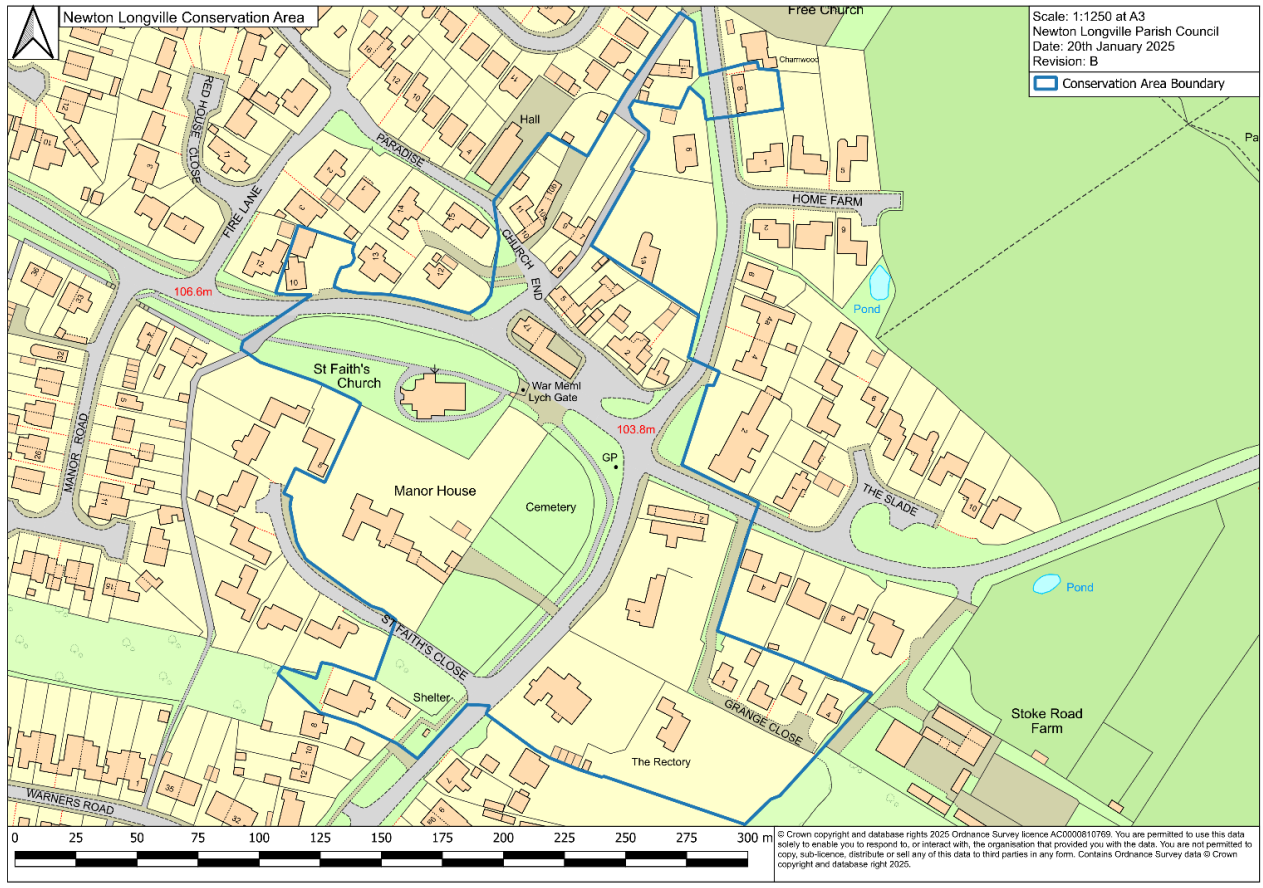 New Longville Conservation Area
Free Church
Scale: 1:1250 at A3
Newton Longville Parish Council
Date: 20th January 2025
Revision: B
Conservation Area Boundary
Charnwood
RED HOUSE CLOSE
Hall
PARADISE
FIRE LANE
HOME FARM
CHURCH END
Pond
106.6m
St Faith's
Church
War Meml
Lych Gate
103.8m
GP
MANOR ROAD
Manor House
Cemetery
THE SLADE
Pond
ST FAITH'S CLOSE
Shelter
GRANGE CLOSE
Stoke Road
Farm
The Rectory
WARNERS ROAD
0 25 50 75 100 125 150 175 200 225 250 275 300 m
© Crown copyright and database rights 2025 Ordnance Survey licence AC0000810769. You are permitted to use this data
solely to enable you to respond to, or interact with, the organisation that provided you with the data. You are not permitted to
copy, sub-licence, distribute or sell any of this data to third parties in any form. Contains Ordnance Survey data © Crown
copyright and database right 2025.